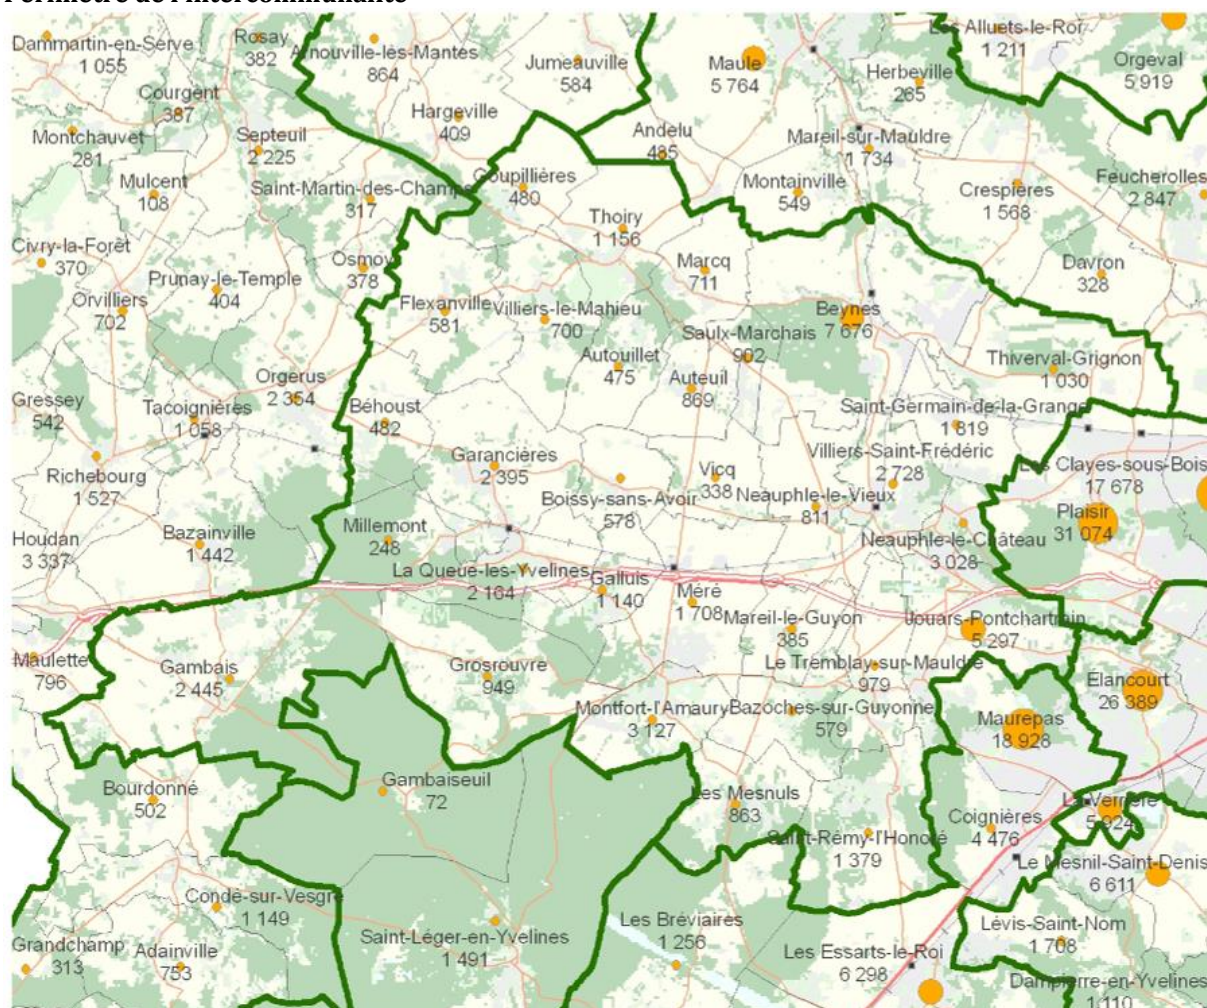 Périmètre de l'intercommunalité
Dammartin-en-Serve
1 055
Rosay
382
Arnouville-lès-Mantes
864
Jumeauville
584
Maule
5 764
Les Alluets-le-Roi
1 211
Herbeville
265
Orgeval
5 919
Courgent
387
Hargeville
409
Montchauvet
281
Septeuil
2 225
Andelu
485
Mareil-sur-Mauldre
1 734
Mulcent
108
Saint-Martin-des-Champs
317
Goupillières
480
Montainville
549
Crespières
1 568
Feucherolles
2 847
Thoiry
1 156
Civry-la-Forêt
370
Osmoy
378
Marcq
711
Davron
328
Prunay-le-Temple
404
Orvilliers
702
Flexanville
581
Villiers-le-Mahieu
700
Beynes
7 676
Saulx-Marchais
902
Autouillet
475
Thiverval-Grignon
1 030
Orgerus
2 354
Auteuil
869
Gressey
542
Tacoignières
1 058
Béhoust
482
Saint-Germain-de-la-Grange
1 819
Garancières
2 395
Villiers-Saint-Frédéric
2 728
Richebourg
1 527
Vicq
338
Les Clayes-sous-Bois
17 678
Boissy-sans-Avoir
578
Neauphle-le-Vieux
811
Plaisir
31 074
Houdan
3 337
Bazainville
1 442
Millemont
248
Neauphle-le-Château
3 028
La Queue-les-Yvelines
2 164
Galluis
1 140
Méré
1 708
Mareil-le-Guyon
385
Jouars-Pontchartrain
5 297
Maulette
796
Gambais
2 445
Grosrouvre
949
Le Tremblay-sur-Mauldre
979
Élancourt
26 389
Montfort-l'Amaury
3 127
Bazoches-sur-Guyonne
579
Maurepas
18 928
Bourdonné
502
Gambaiseuil
72
Les Mesnuls
863
La Verrière
5 924
Coignières
4 476
Saint-Rémy-l'Honoré
1 379
Le Mesnil-Saint-Denis
6 611
Condé-sur-Vesgre
1 149
Les Bréviaires
1 256
Lévis-Saint-Nom
1 708
Grandchamp
313
Adainville
753
Saint-Léger-en-Yvelines
1 491
Les Essarts-le-Roi
6 298
Dampierre-en-Yvelines
1 110